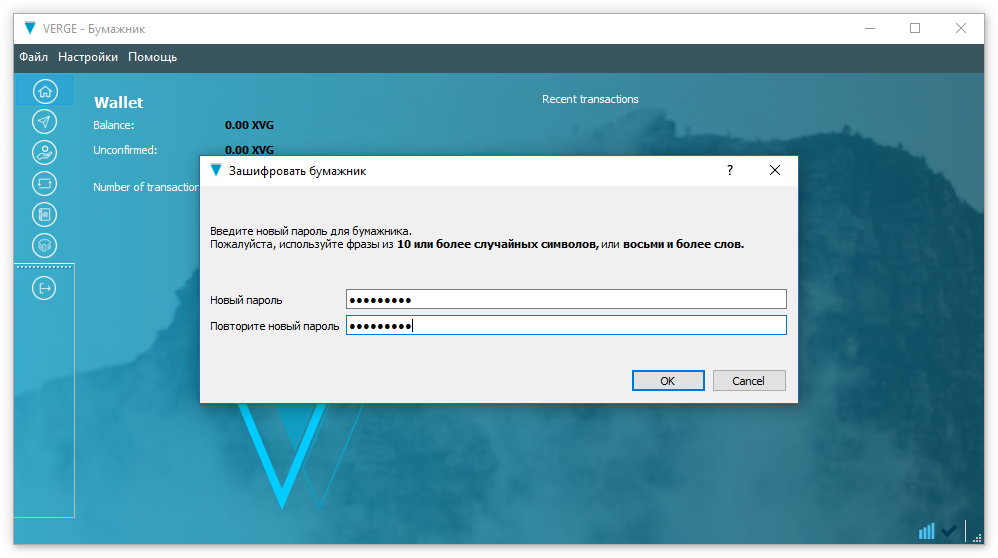 VERGE - Бумажник
Файл Настройки Помощь
Wallet
Recent transactions
Balance: 0.00 XVG
Unconfirmed: 0.00 XVG
Number of transaction
Зашифровать бумажник
?
Введите новый пароль для бумажника.
Пожалуйста, используйте фразы из 10 или более случайных символов, или восьми и более слов.
Новый пароль
Повторите новый пароль
OK Cancel